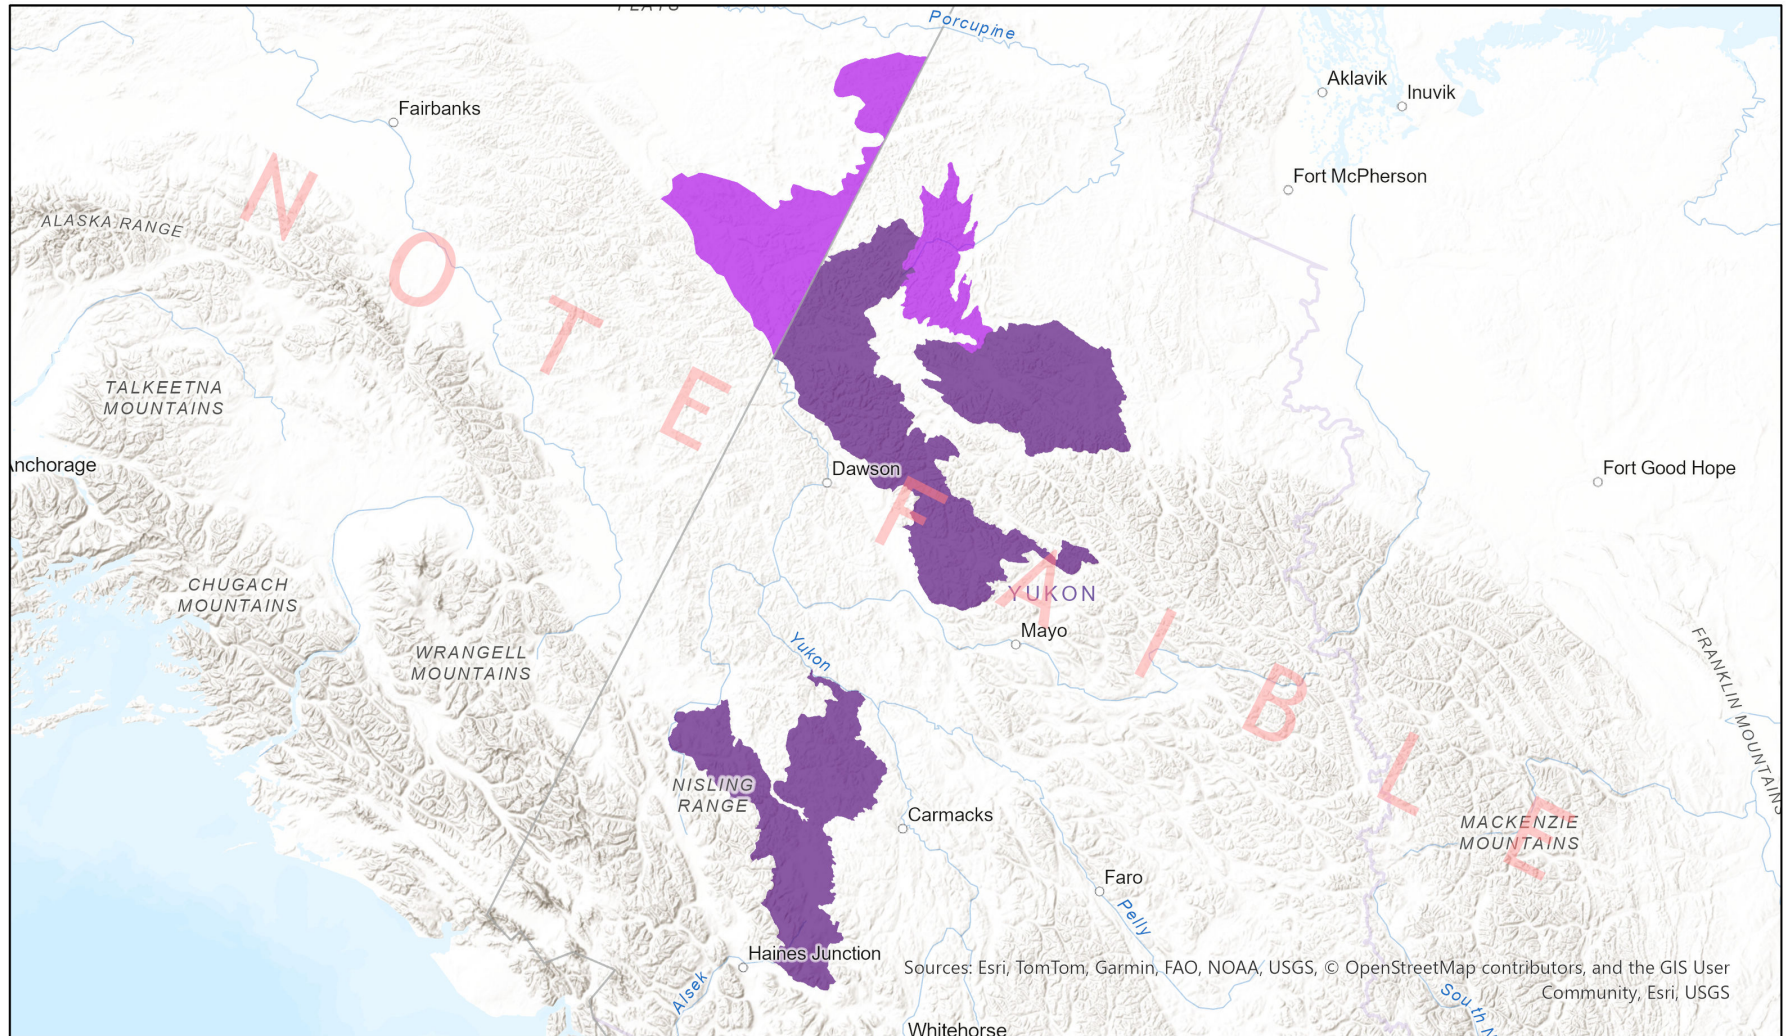 Porcupine
Aklavik
Inuvik
Fairbanks
Fort McPherson
ALASKA RANGE
TALKEETNA
MOUNTAINS
Dawson
Fort Good Hope
CHUGACH
MOUNTAINS
YUKON
Mayo
WRANGELL
MOUNTAINS
Yukon
NISLING
RANGE
Carmacks
MACKENZIE
MOUNTAINS
FRANKLIN MOUNTAINS
Faro
Pelly
Haines Junction
Alsek
Sources: Esri, TomTom, Garmin, FAO, NOAA, USGS, © OpenStreetMap contributors, and the GIS User
Community, Esri, USGS
South
Whitehorse
NOTE FAIBLE